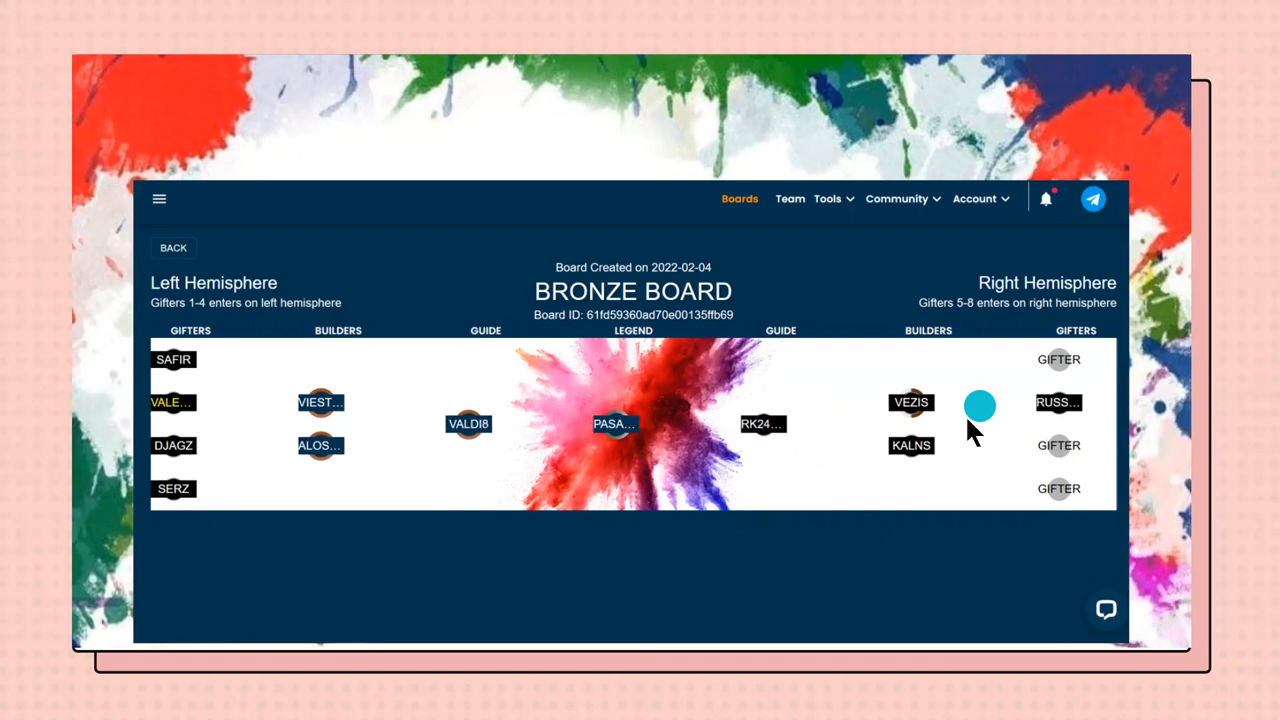 Boards Team Tools Community Account
BACK
Board Created on 2022-02-04
Left Hemisphere
BRONZE BOARD
Right Hemisphere
Gifters 1-4 enters on left hemisphere
Gifters 5-8 enters on right hemisphere
Board ID: 61fd59360ad70e00135ffb69
GIFTERS BUILDERS GUIDE LEGEND GUIDE BUILDERS GIFTERS
SAFIR GIFTER
VALE... VIEST... VEZIS RUSS...
VALDI8 PASA... RK24...
DJAGZ ALOS... KALNS GIFTER
SERZ GIFTER